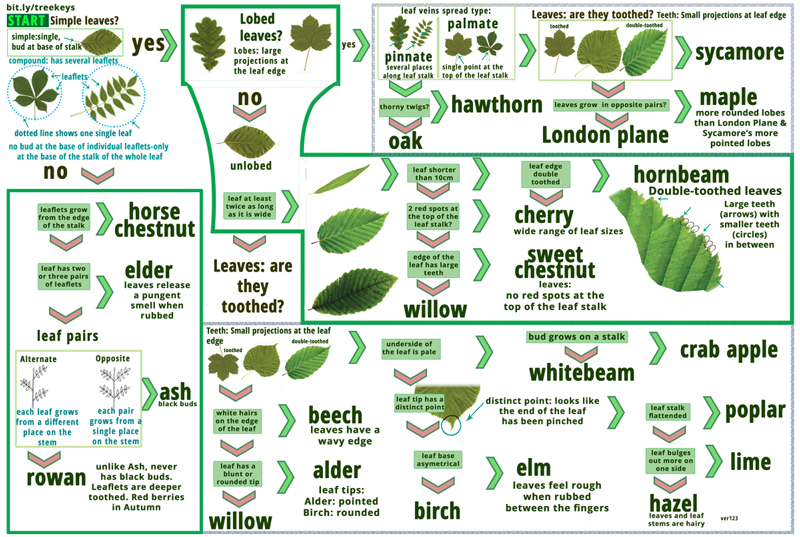 bit.ly/treekeys
START Simple leaves?
simple:single,
bud at base of stalk
compound: has several leaflets
leaflets
dotted line shows one single leaf
no bud at the base of individual leaflets-only
at the base of the stalk of the whole leaf
yes
no
Lobed
leaves?
Lobes: large
projections at
the leaf edge
yes
no
unlobed
leaf at least
twice as long
as it is wide
Leaves: are
they
toothed?
leaf veins spread type:
palmate
pinnate
several places
along leaf stalk
single point at
the top of the leaf stalk
thorny twigs?
hawthorn
oak
Leaves: are they toothed? Teeth: Small projections at leaf edge
toothed
double-toothed
sycamore
leaves grow in opposite pairs?
maple
more rounded lobes
than London Plane &
Sycamore's more
pointed lobes
London plane
leaf shorter
than 10cm
leaf edge
double
toothed
hornbeam
Double-toothed leaves
Large teeth
(arrows) with
smaller teeth
(circles)
in between
2 red spots at
the top of the
leaf stalk?
cherry
wide range of leaf sizes
edge of the
leaf has large
teeth
sweet
chestnut
leaves:
no red spots at the
top of the leaf stalk
willow
leaflets grow
from the edge
of the stalk
horse
chestnut
leaf has two
or three pairs
of leaflets
elder
leaves release
a pungent
smell when
rubbed
leaf pairs
Alternate
Opposite
each leaf grows
from a different
place on the
stem
each pair
grows from a
single place
on the stem
ash
black buds
rowan
unlike Ash, never
has black buds.
Leaflets are deeper
toothed. Red berries
in Autumn
Teeth: Small projections at the leaf
edge
toothed
double-toothed
white hairs
on the edge
of the leaf
beech
leaves have a
wavy edge
leaf has a
blunt or
rounded tip
alder
leaf tips:
Alder: pointed
Birch: rounded
willow
underside of
the leaf is pale
bud grows on a stalk
crab apple
whitebeam
leaf tip has a
distinct point
distinct point: looks like
the end of the leaf
has been pinched
leaf base
asymetrical
elm
leaves feel rough
when rubbed
between the fingers
birch
leaf stalk
flattended
poplar
leaf bulges
out more on
one side
lime
hazel
leaves and leaf
stems are hairy
ver123